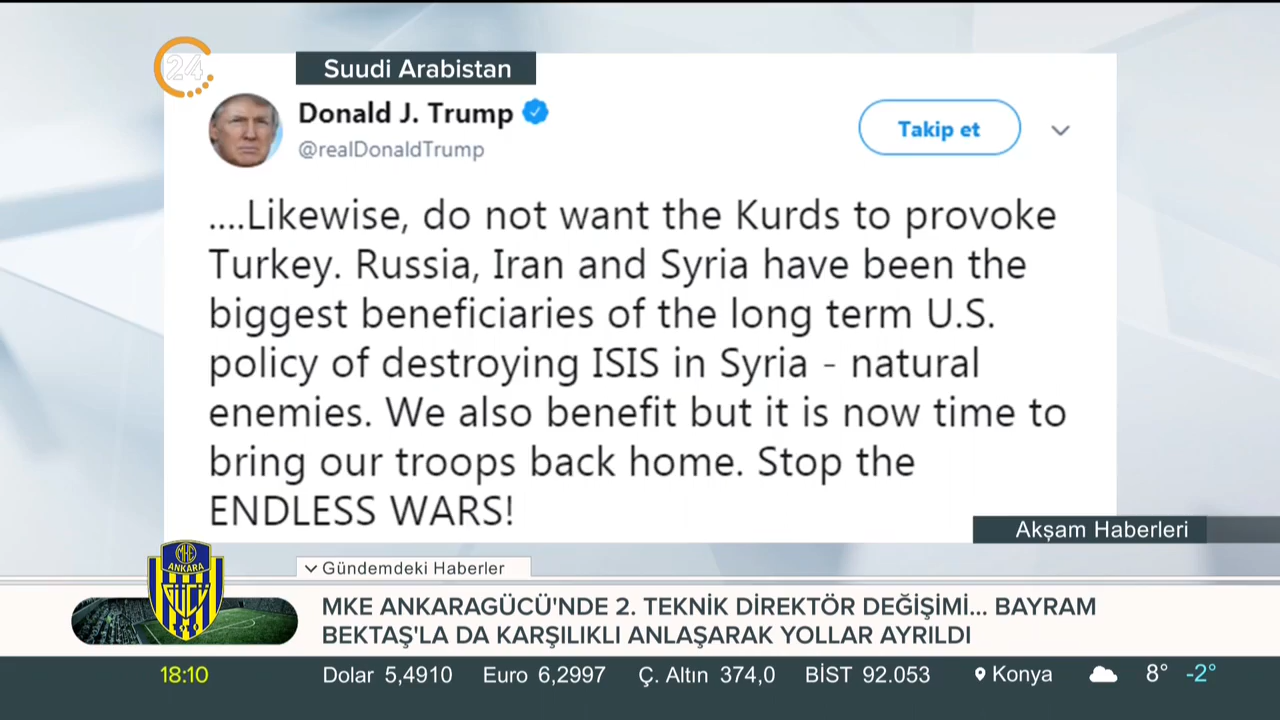 24
Suudi Arabistan
Donald J. Trump
@realDonaldTrump
Takip et
....Likewise, do not want the Kurds to provoke
Turkey. Russia, Iran and Syria have been the
biggest beneficiaries of the long term U.S.
policy of destroying ISIS in Syria - natural
enemies. We also benefit but it is now time to
bring our troops back home. Stop the
ENDLESS WARS!
Akşam Haberleri
Gündemdeki Haberler
MKE
ANKARA
GÜCÜ
MKE ANKARAGÜCÜ'NDE 2. TEKNİK DİREKTÖR DEĞİŞİMİ... BAYRAM
BEKTAŞ'LA DA KARŞILIKLI ANLAŞARAK YOLLAR AYRILDI
18:10 Dolar 5,4910 Euro 6,2997 Ç. Altın 374,0 BİST 92.053 Konya 8° -2°